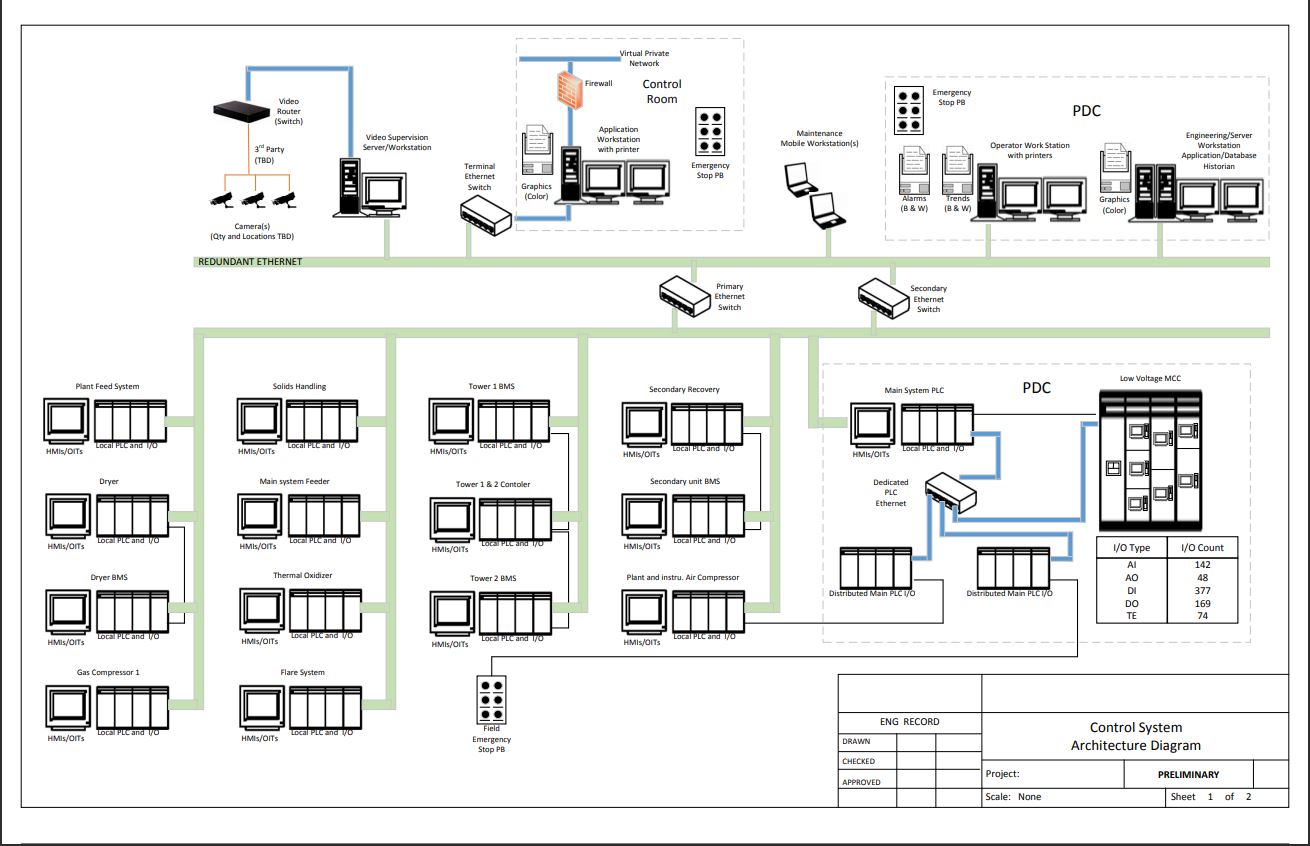 Virtual Private
Network
Firewall
Control
Room
Video
Router
(Switch)
3rd Party
(TBD)
Camera(s)
(Qty and Locations TBD)
Video Supervision
Server/Workstation
Terminal
Ethernet
Switch
Graphics
(Color)
Application
Workstation
with printer
Emergency
Stop PB
Maintenance
Mobile Workstation(s)
Emergency
Stop PB
PDC
Alarms
(B & W)
Trends
(B & W)
Operator Work Station
with printers
Graphics
(Color)
Engineering/Server
Workstation
Application/Database
Historian
REDUNDANT ETHERNET
Primary
Ethernet
Switch
Secondary
Ethernet
Switch
Plant Feed System
HMIs/OITs
Local PLC and I/O
Dryer
HMIs/OITs
Local PLC and I/O
Dryer BMS
HMIs/OITs
Local PLC and I/O
Gas Compressor 1
HMIs/OITs
Local PLC and I/O
Solids Handling
HMIs/OITs
Local PLC and I/O
Main system Feeder
HMIs/OITs
Local PLC and I/O
Thermal Oxidizer
HMIs/OITs
Local PLC and I/O
Flare System
HMIs/OITs
Local PLC and I/O
Tower 1 BMS
HMIs/OITs
Local PLC and I/O
Tower 1 & 2 Contoler
HMIs/OITs
Local PLC and I/O
Tower 2 BMS
HMIs/OITs
Local PLC and I/O
Field
Emergency
Stop PB
Secondary Recovery
HMIs/OITs
Local PLC and I/O
Secondary unit BMS
HMIs/OITs
Local PLC and I/O
Plant and instru. Air Compressor
HMIs/OITs
Local PLC and I/O
Main System PLC
HMIs/OITs
Local PLC and I/O
PDC
Low Voltage MCC
Dedicated
PLC
Ethernet
Distributed Main PLC I/O
Distributed Main PLC I/O
I/O Type I/O Count
AI 142
AO 48
DI 377
DO 169
TE 74
ENG RECORD
DRAWN
CHECKED
APPROVED
Control System
Architecture Diagram
Project:
PRELIMINARY
Scale: None
Sheet 1 of 2